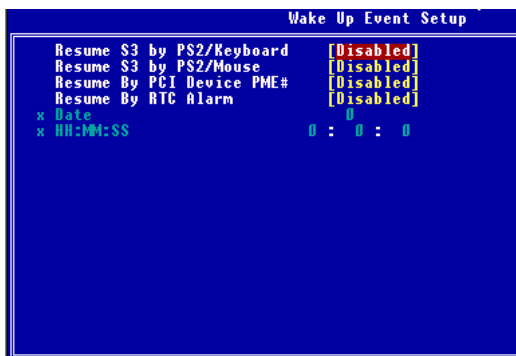 Wake Up Event Setup
Resume S3 by PS2/Keyboard [Disabled]
Resume S3 by PS2/Mouse [Disabled]
Resume By PCI Device PME# [Disabled]
Resume By RTC Alarm [Disabled]
x Date 0
x HH:MM:SS 0 : 0 : 0